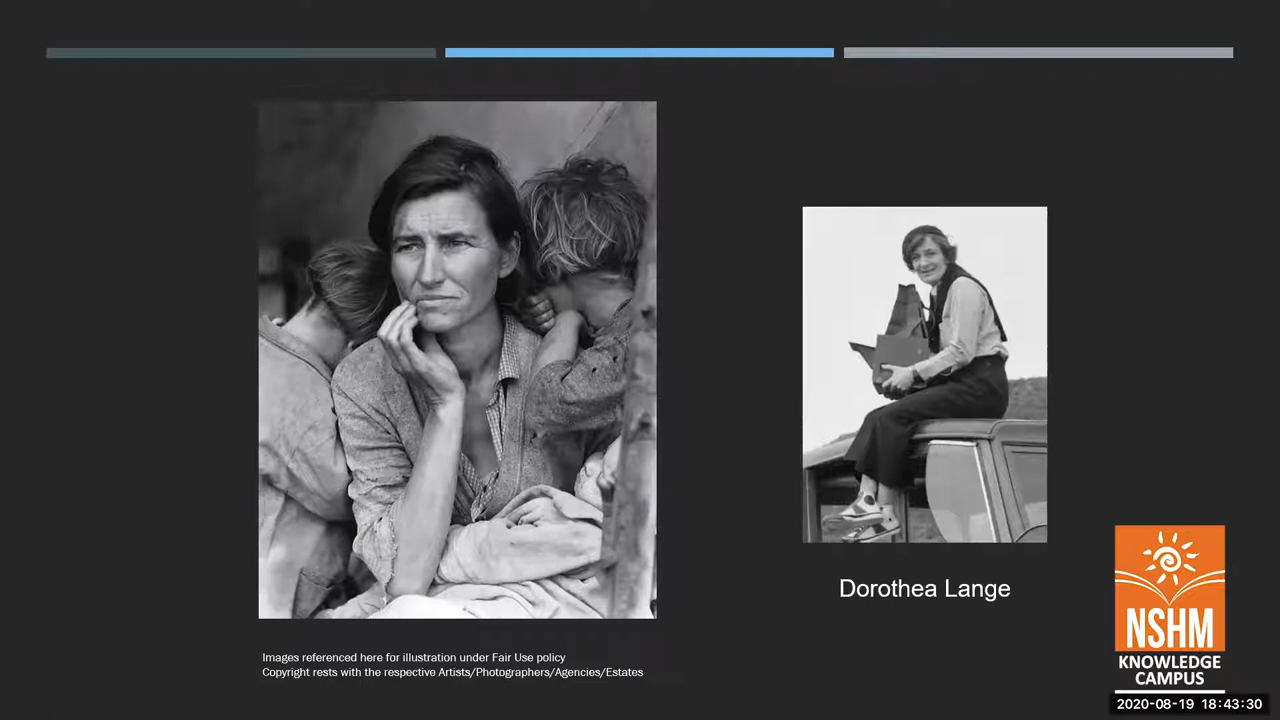 Dorothea Lange
Images referenced here for illustration under Fair Use policy
Copyright rests with the respective Artists/Photographers/Agencies/Estates
NSHM
KNOWLEDGE
CAMPUS
2020-08-19 18:43:30